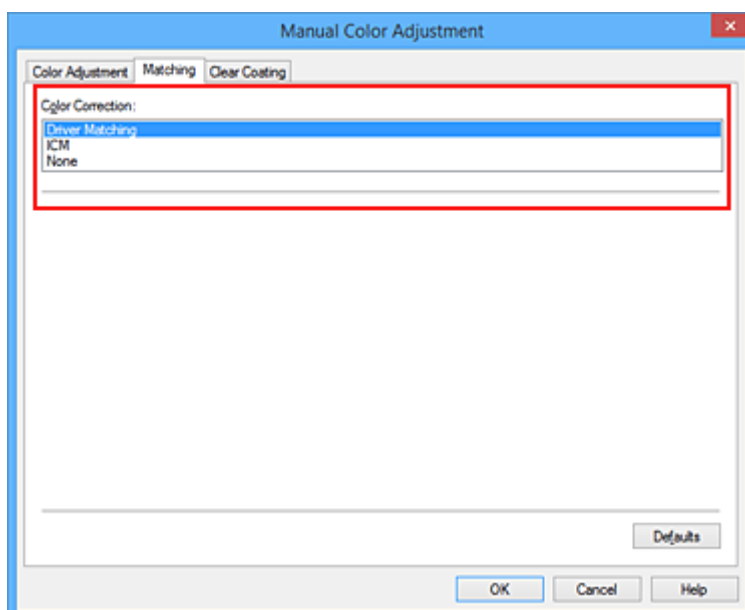 Manual Color Adjustment
Color Adjustment Matching Clear Coating
Color Correction:
Driver Matching
ICM
None
Defaults
OK Cancel Help